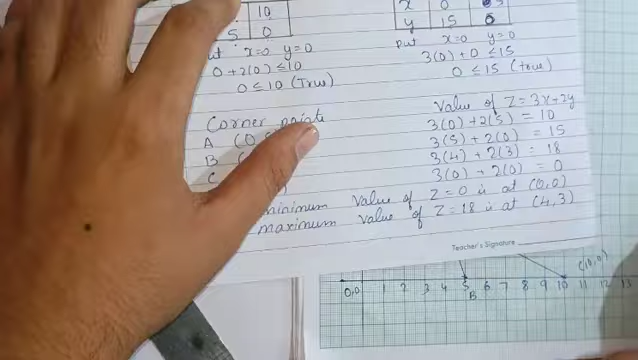 10
5 0
x 0 5
y 15 0
put x=0 y=0
0+2(0) ≤10
0 ≤ 10 (True)
put x=0 y=0
3(0)+0 ≤15
0 ≤ 15 (true)
Corner points
A (0
B (
C
Value of Z=3x+2y
3(0)+2(5) = 10
3(5)+2(0) = 15
3(4)+2(3) = 18
3(0)+2(0) = 0
minimum Value of Z=0 is at (0,0)
maximum value of Z=18 is at (4,3)
Teacher's Signature
(10,0)
0,0 1 2 3 4 5 6 7 8 9 10 11 12 13
B